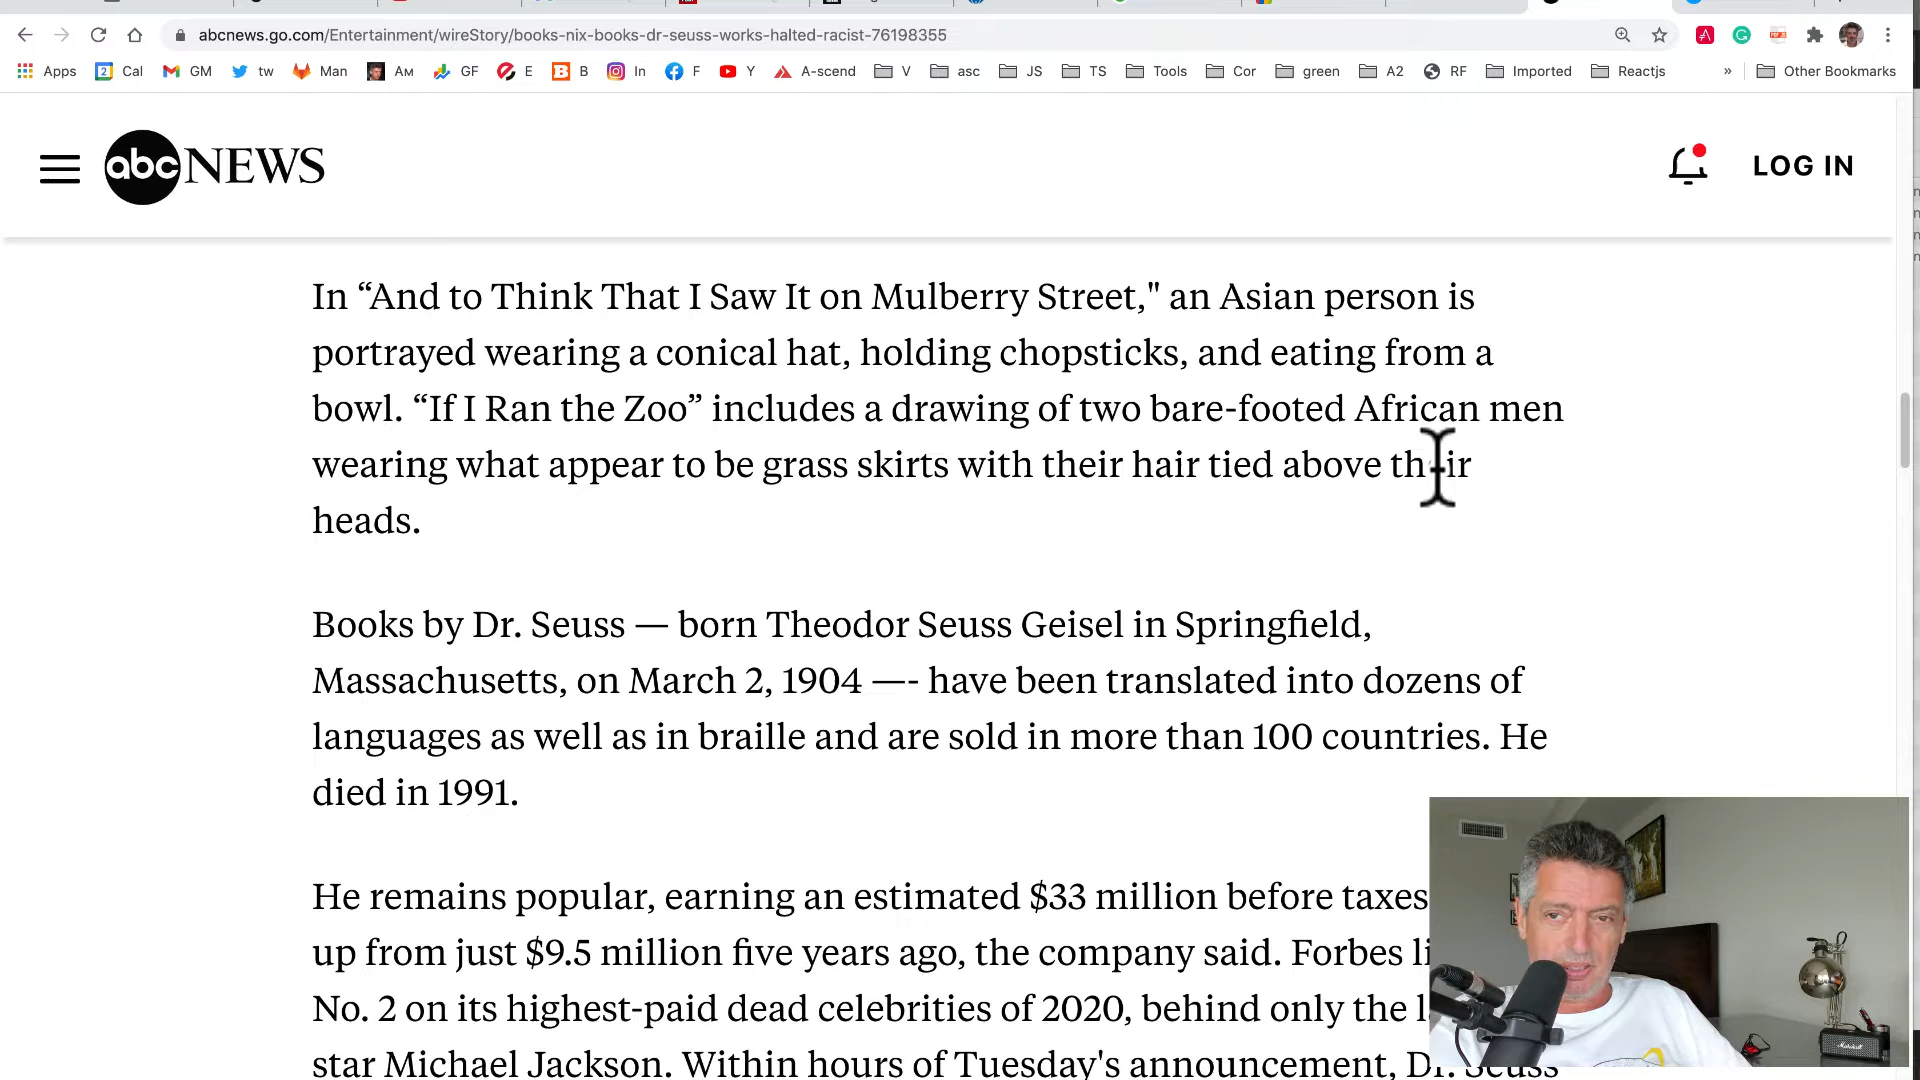 abcnews.go.com/Entertainment/wireStory/books-nix-books-dr-seuss-works-halted-racist-76198355
Apps 2 Cal GM tw Man Ам GF E B In F Y A-scend V asc JS TS Tools Cor green A2 RF Imported Reactjs » Other Bookmarks
abc NEWS LOG IN
In “And to Think That I Saw It on Mulberry Street," an Asian person is
portrayed wearing a conical hat, holding chopsticks, and eating from a
bowl. “If I Ran the Zoo” includes a drawing of two bare-footed African men
wearing what appear to be grass skirts with their hair tied above their
heads.
Books by Dr. Seuss — born Theodor Seuss Geisel in Springfield,
Massachusetts, on March 2, 1904 —- have been translated into dozens of
languages as well as in braille and are sold in more than 100 countries. He
died in 1991.
He remains popular, earning an estimated $33 million before taxes
up from just $9.5 million five years ago, the company said. Forbes li
No. 2 on its highest-paid dead celebrities of 2020, behind only the l
star Michael Jackson. Within hours of Tuesday's announcement, Dr. Seuss
Marshall